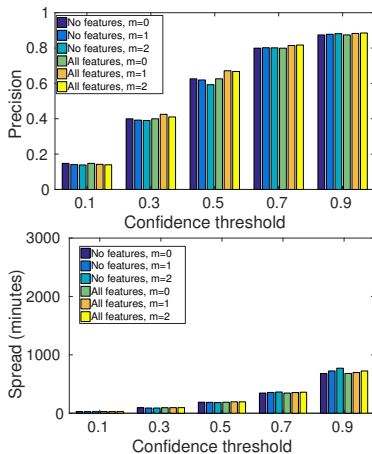 1
0.8
0.6
0.4
0.2
0
Precision
No features, m=0
No features, m=1
No features, m=2
All features, m=0
All features, m=1
All features, m=2
0.1 0.3 0.5 0.7 0.9
Confidence threshold
3000
2000
1000
0
Spread (minutes)
No features, m=0
No features, m=1
No features, m=2
All features, m=0
All features, m=1
All features, m=2
0.1 0.3 0.5 0.7 0.9
Confidence threshold